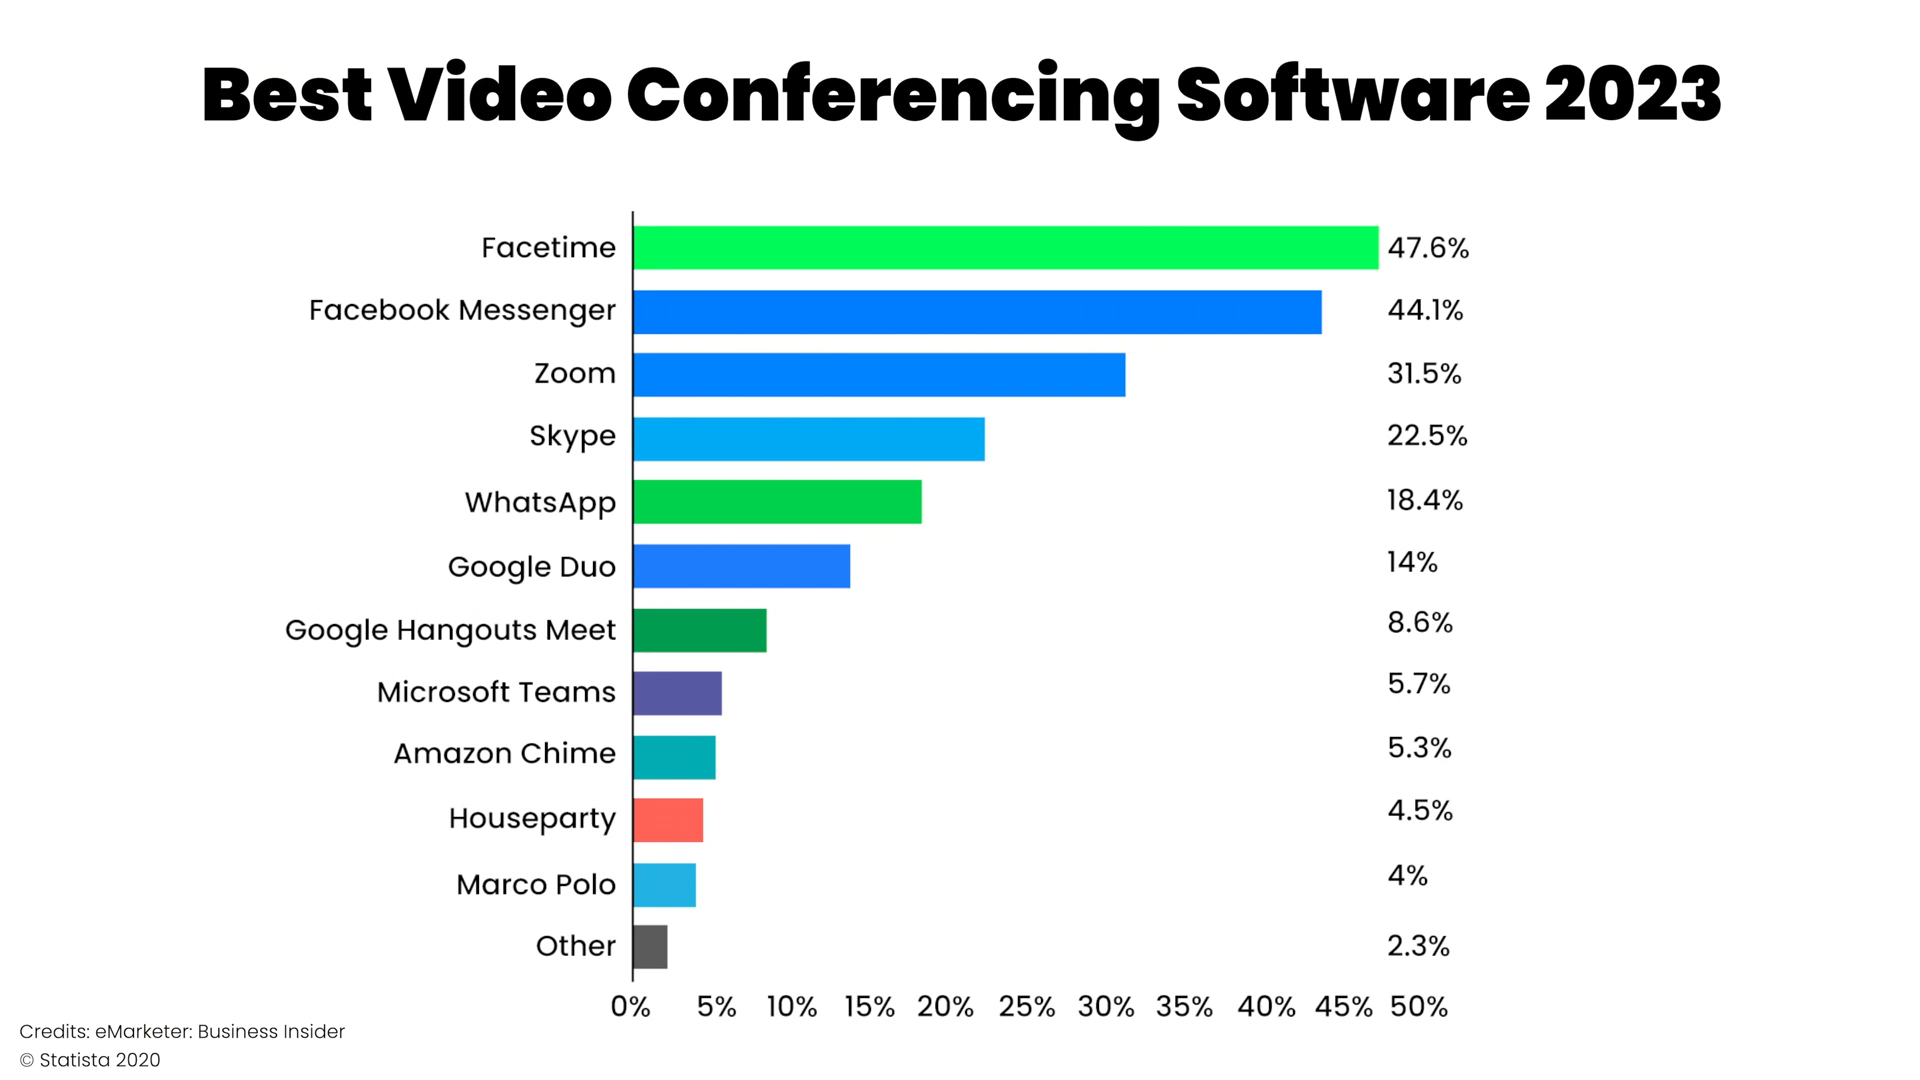 Best Video Conferencing Software 2023
Facetime 47.6%
Facebook Messenger 44.1%
Zoom 31.5%
Skype 22.5%
WhatsApp 18.4%
Google Duo 14%
Google Hangouts Meet 8.6%
Microsoft Teams 5.7%
Amazon Chime 5.3%
Houseparty 4.5%
Marco Polo 4%
Other 2.3%
0% 5% 10% 15% 20% 25% 30% 35% 40% 45% 50%
Credits: eMarketer: Business Insider
© Statista 2020